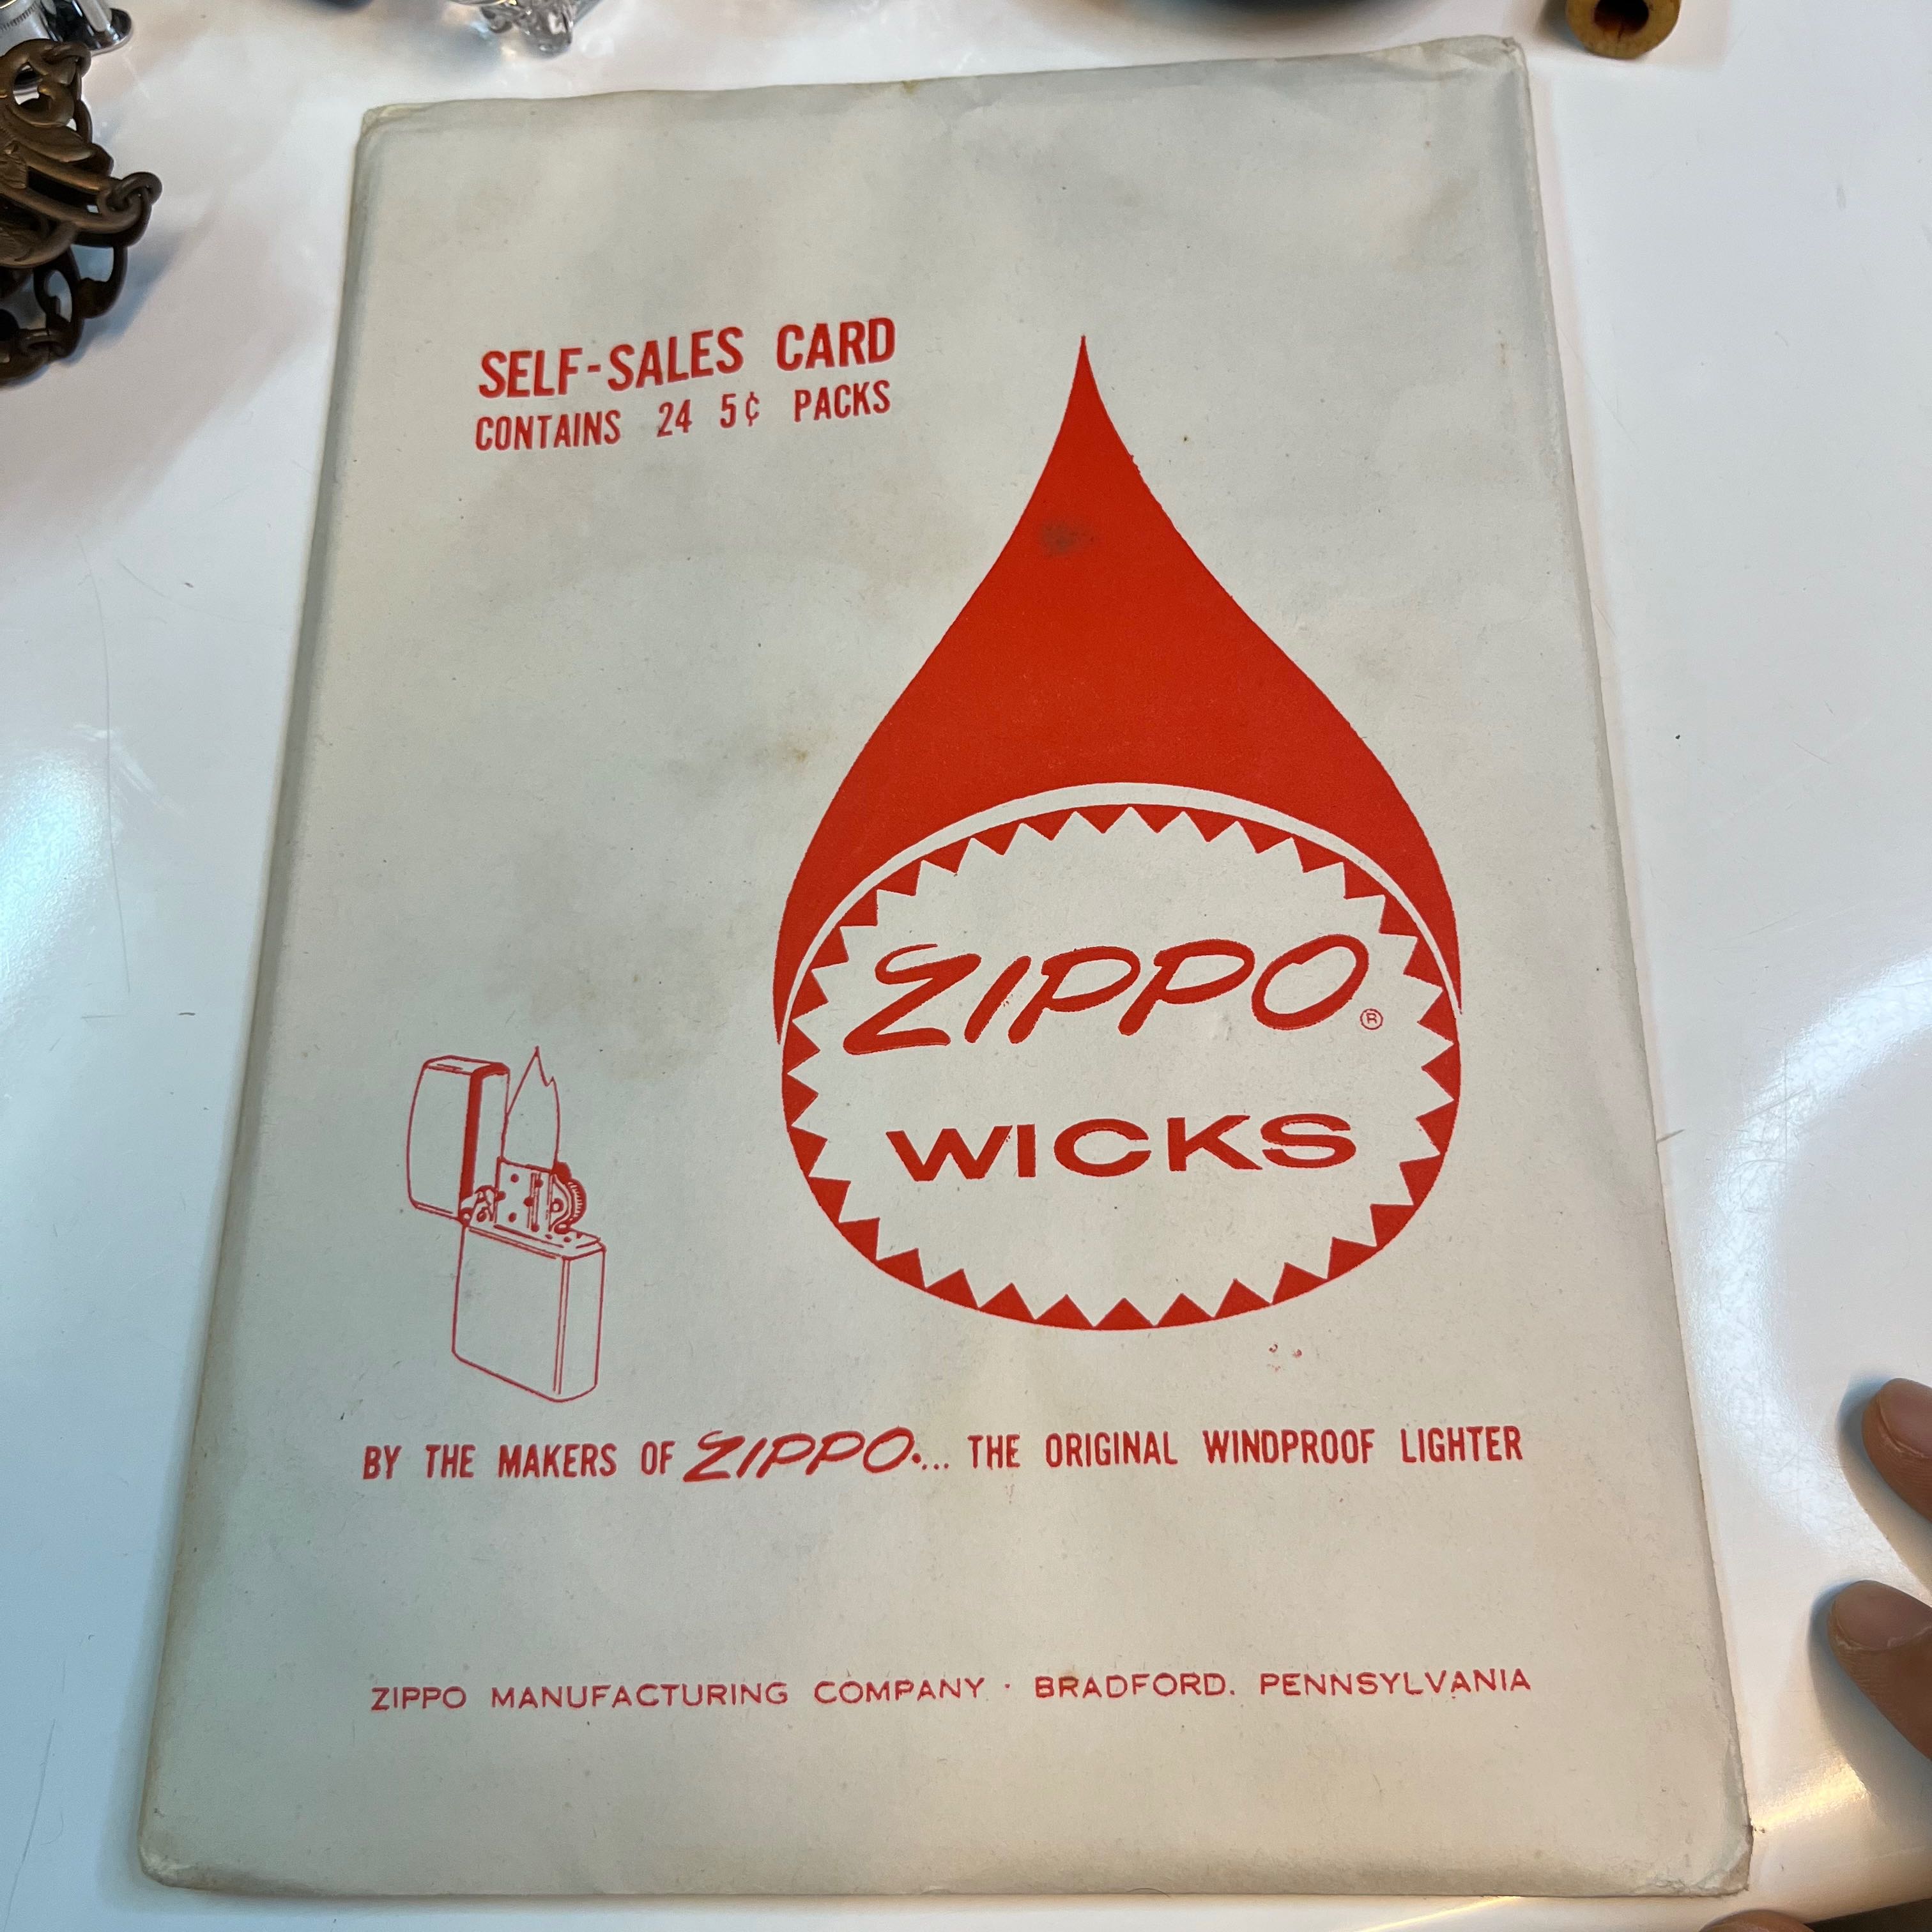 SELF-SALES CARD
CONTAINS 24 5¢ PACKS
ZIPPO®
WICKS
BY THE MAKERS OF ZIPPO... THE ORIGINAL WINDPROOF LIGHTER
ZIPPO MANUFACTURING COMPANY · BRADFORD. PENNSYLVANIA